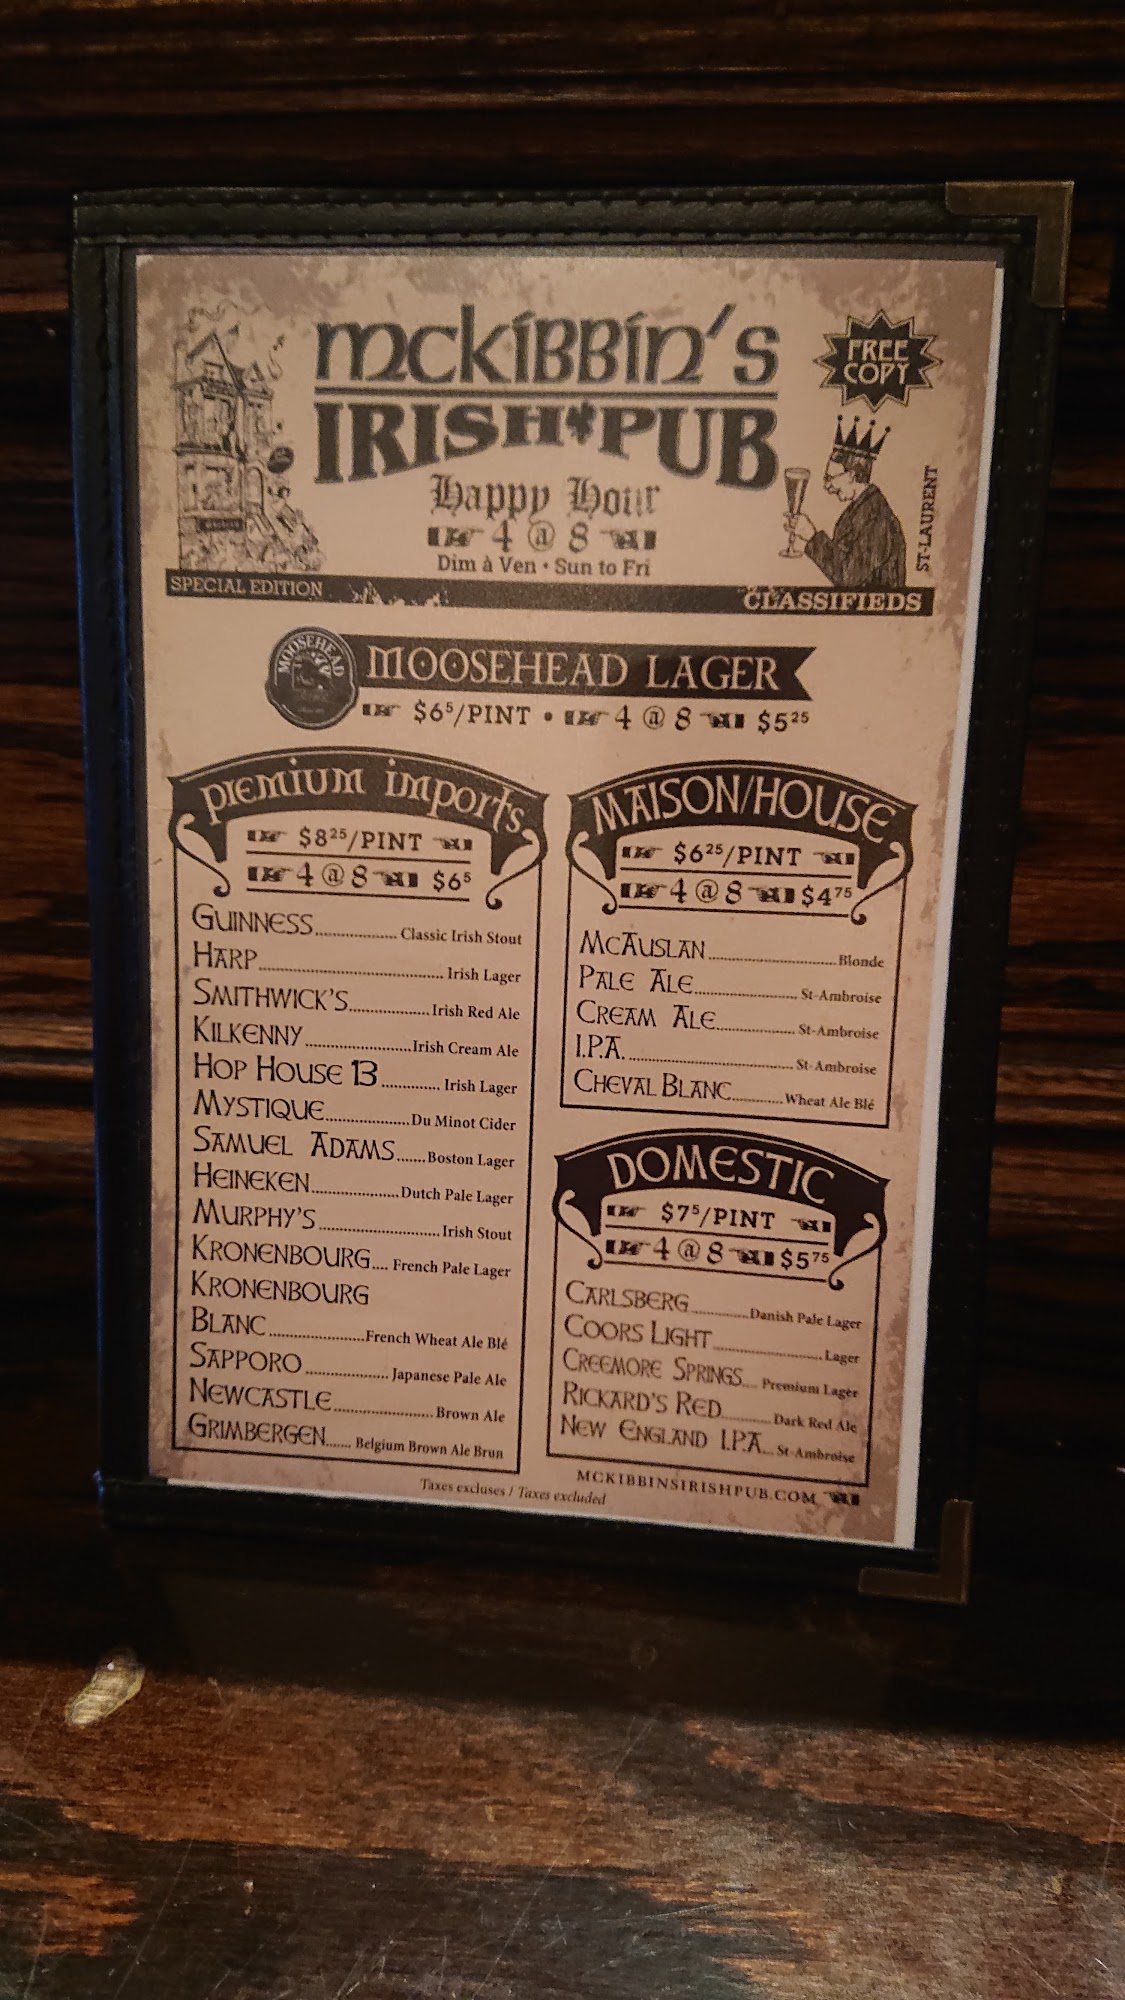 McKibbin's
IRISH PUB
Happy Hour
4 @ 8
Dim à Ven • Sun to Fri
FREE
COPY
ST-LAURENT
SPECIAL EDITION
CLASSIFIEDS
MOOSEHEAD
MOOSEHEAD LAGER
$6⁵/PINT • 4 @ 8 $5²⁵
Premium Imports
$8²⁵/PINT
4 @ 8 $6⁵
Guinness.................... Classic Irish Stout
Harp.................... Irish Lager
Smithwick's.................... Irish Red Ale
Kilkenny.................... Irish Cream Ale
Hop House 13.................... Irish Lager
Mystique.................... Du Minot Cider
Samuel Adams....... Boston Lager
Heineken.................... Dutch Pale Lager
Murphy's.................... Irish Stout
Kronenbourg.... French Pale Lager
Kronenbourg
Blanc.................... French Wheat Ale Blé
Sapporo.................... Japanese Pale Ale
Newcastle.................... Brown Ale
Grimbergen....... Belgium Brown Ale Brun
MAISON/HOUSE
$6²⁵/PINT
4 @ 8 $4⁷⁵
McAuslan.................... Blonde
Pale Ale.................... St-Ambroise
Cream Ale.................... St-Ambroise
I.P.A. .................... St-Ambroise
Cheval Blanc............ Wheat Ale Blé
DOMESTIC
$7⁵/PINT
4 @ 8 $5⁷⁵
Carlsberg.............. Danish Pale Lager
Coors Light.................... Lager
Creemore Springs.... Premium Lager
Rickard's Red............ Dark Red Ale
New England I.P.A... St-Ambroise
MCKIBBINSIRISHPUB.COM
Taxes excluses / Taxes excluded